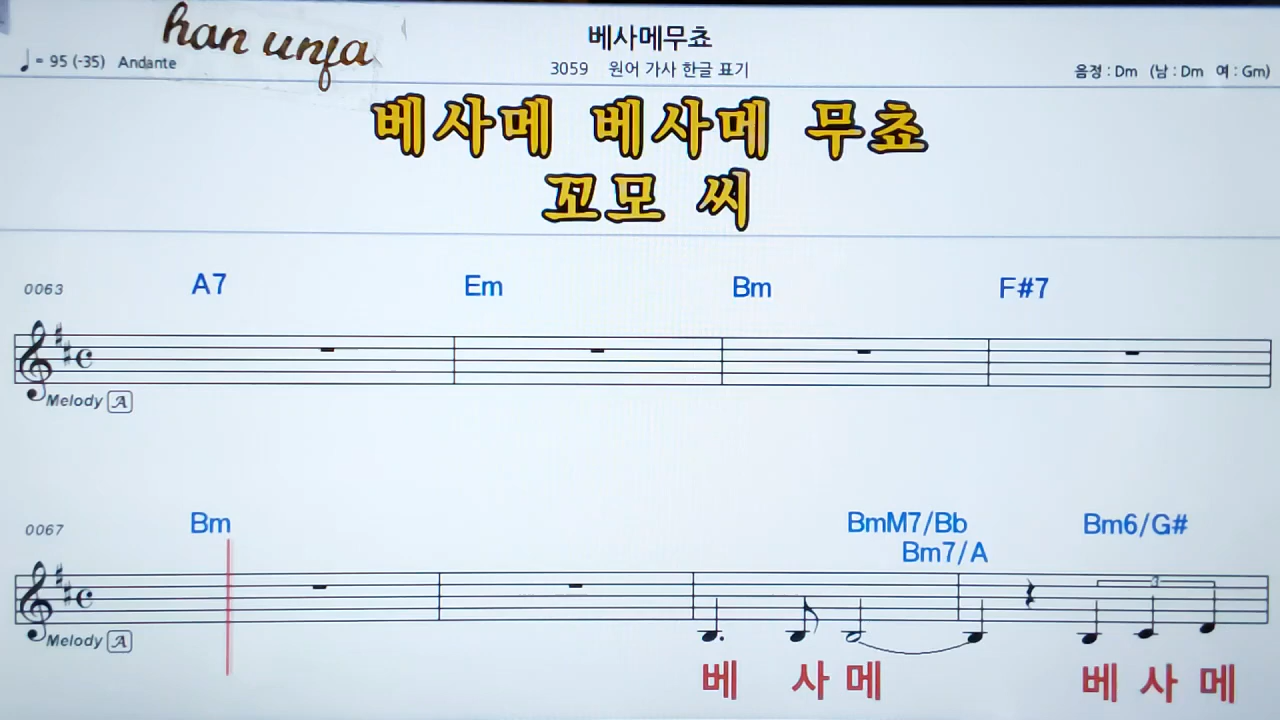 han unfa
베사메무쵸
♩ = 95 (-35) Andante
3059 원어 가사 한글 표기
음정 : Dm (남 : Dm 여 : Gm)
베사메 베사메 무쵸
꼬모 씨
0063 A7 Em Bm F#7
Melody A
0067 Bm BmM7/Bb Bm6/G#
Bm7/A
3
Melody A
베 사 메 베 사 메